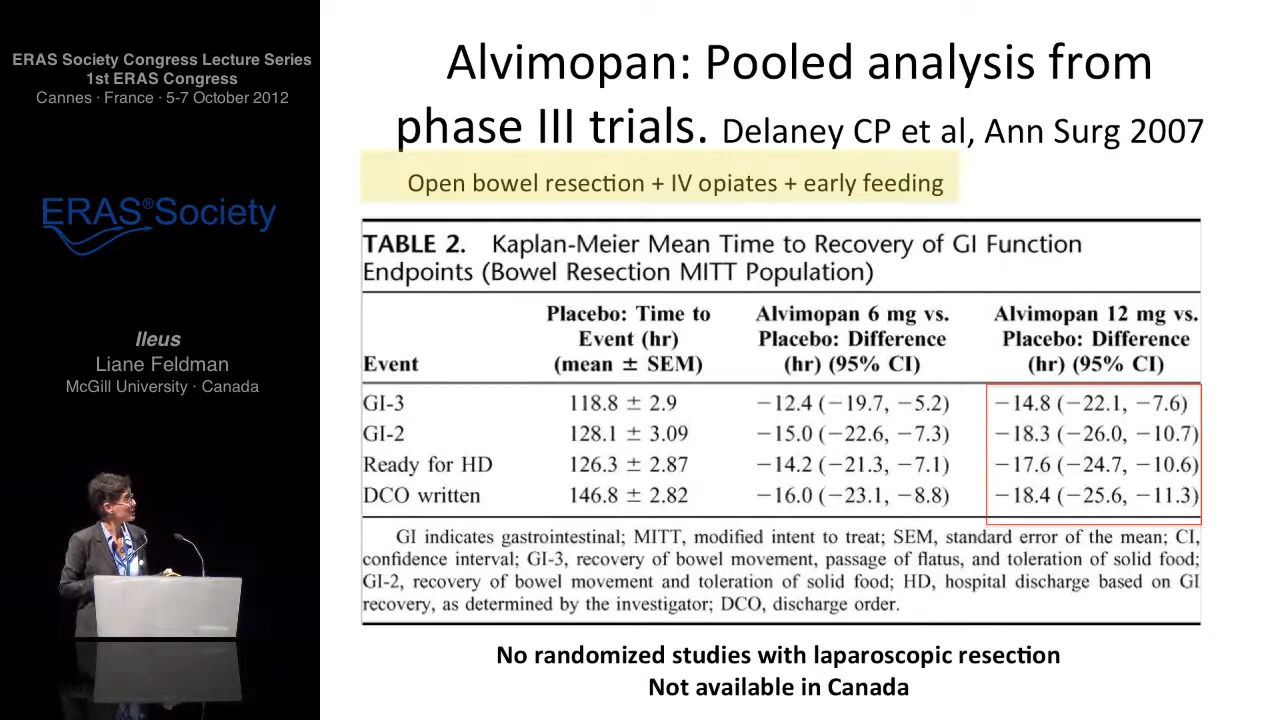 ERAS Society Congress Lecture Series
1st ERAS Congress
Cannes · France · 5-7 October 2012
ERAS®Society
Ileus
Liane Feldman
McGill University · Canada
Alvimopan: Pooled analysis from
phase III trials. Delaney CP et al, Ann Surg 2007
Open bowel resection + IV opiates + early feeding
TABLE 2. Kaplan-Meier Mean Time to Recovery of GI Function
Endpoints (Bowel Resection MITT Population)
Placebo: Time to Alvimopan 6 mg vs. Alvimopan 12 mg vs.
Event (hr) Placebo: Difference Placebo: Difference
Event (mean ± SEM) (hr) (95% CI) (hr) (95% CI)
GI-3 118.8 ± 2.9 −12.4 (−19.7, −5.2) −14.8 (−22.1, −7.6)
GI-2 128.1 ± 3.09 −15.0 (−22.6, −7.3) −18.3 (−26.0, −10.7)
Ready for HD 126.3 ± 2.87 −14.2 (−21.3, −7.1) −17.6 (−24.7, −10.6)
DCO written 146.8 ± 2.82 −16.0 (−23.1, −8.8) −18.4 (−25.6, −11.3)
GI indicates gastrointestinal; MITT, modified intent to treat; SEM, standard error of the mean; CI,
confidence interval; GI-3, recovery of bowel movement, passage of flatus, and toleration of solid food;
GI-2, recovery of bowel movement and toleration of solid food; HD, hospital discharge based on GI
recovery, as determined by the investigator; DCO, discharge order.
No randomized studies with laparoscopic resection
Not available in Canada